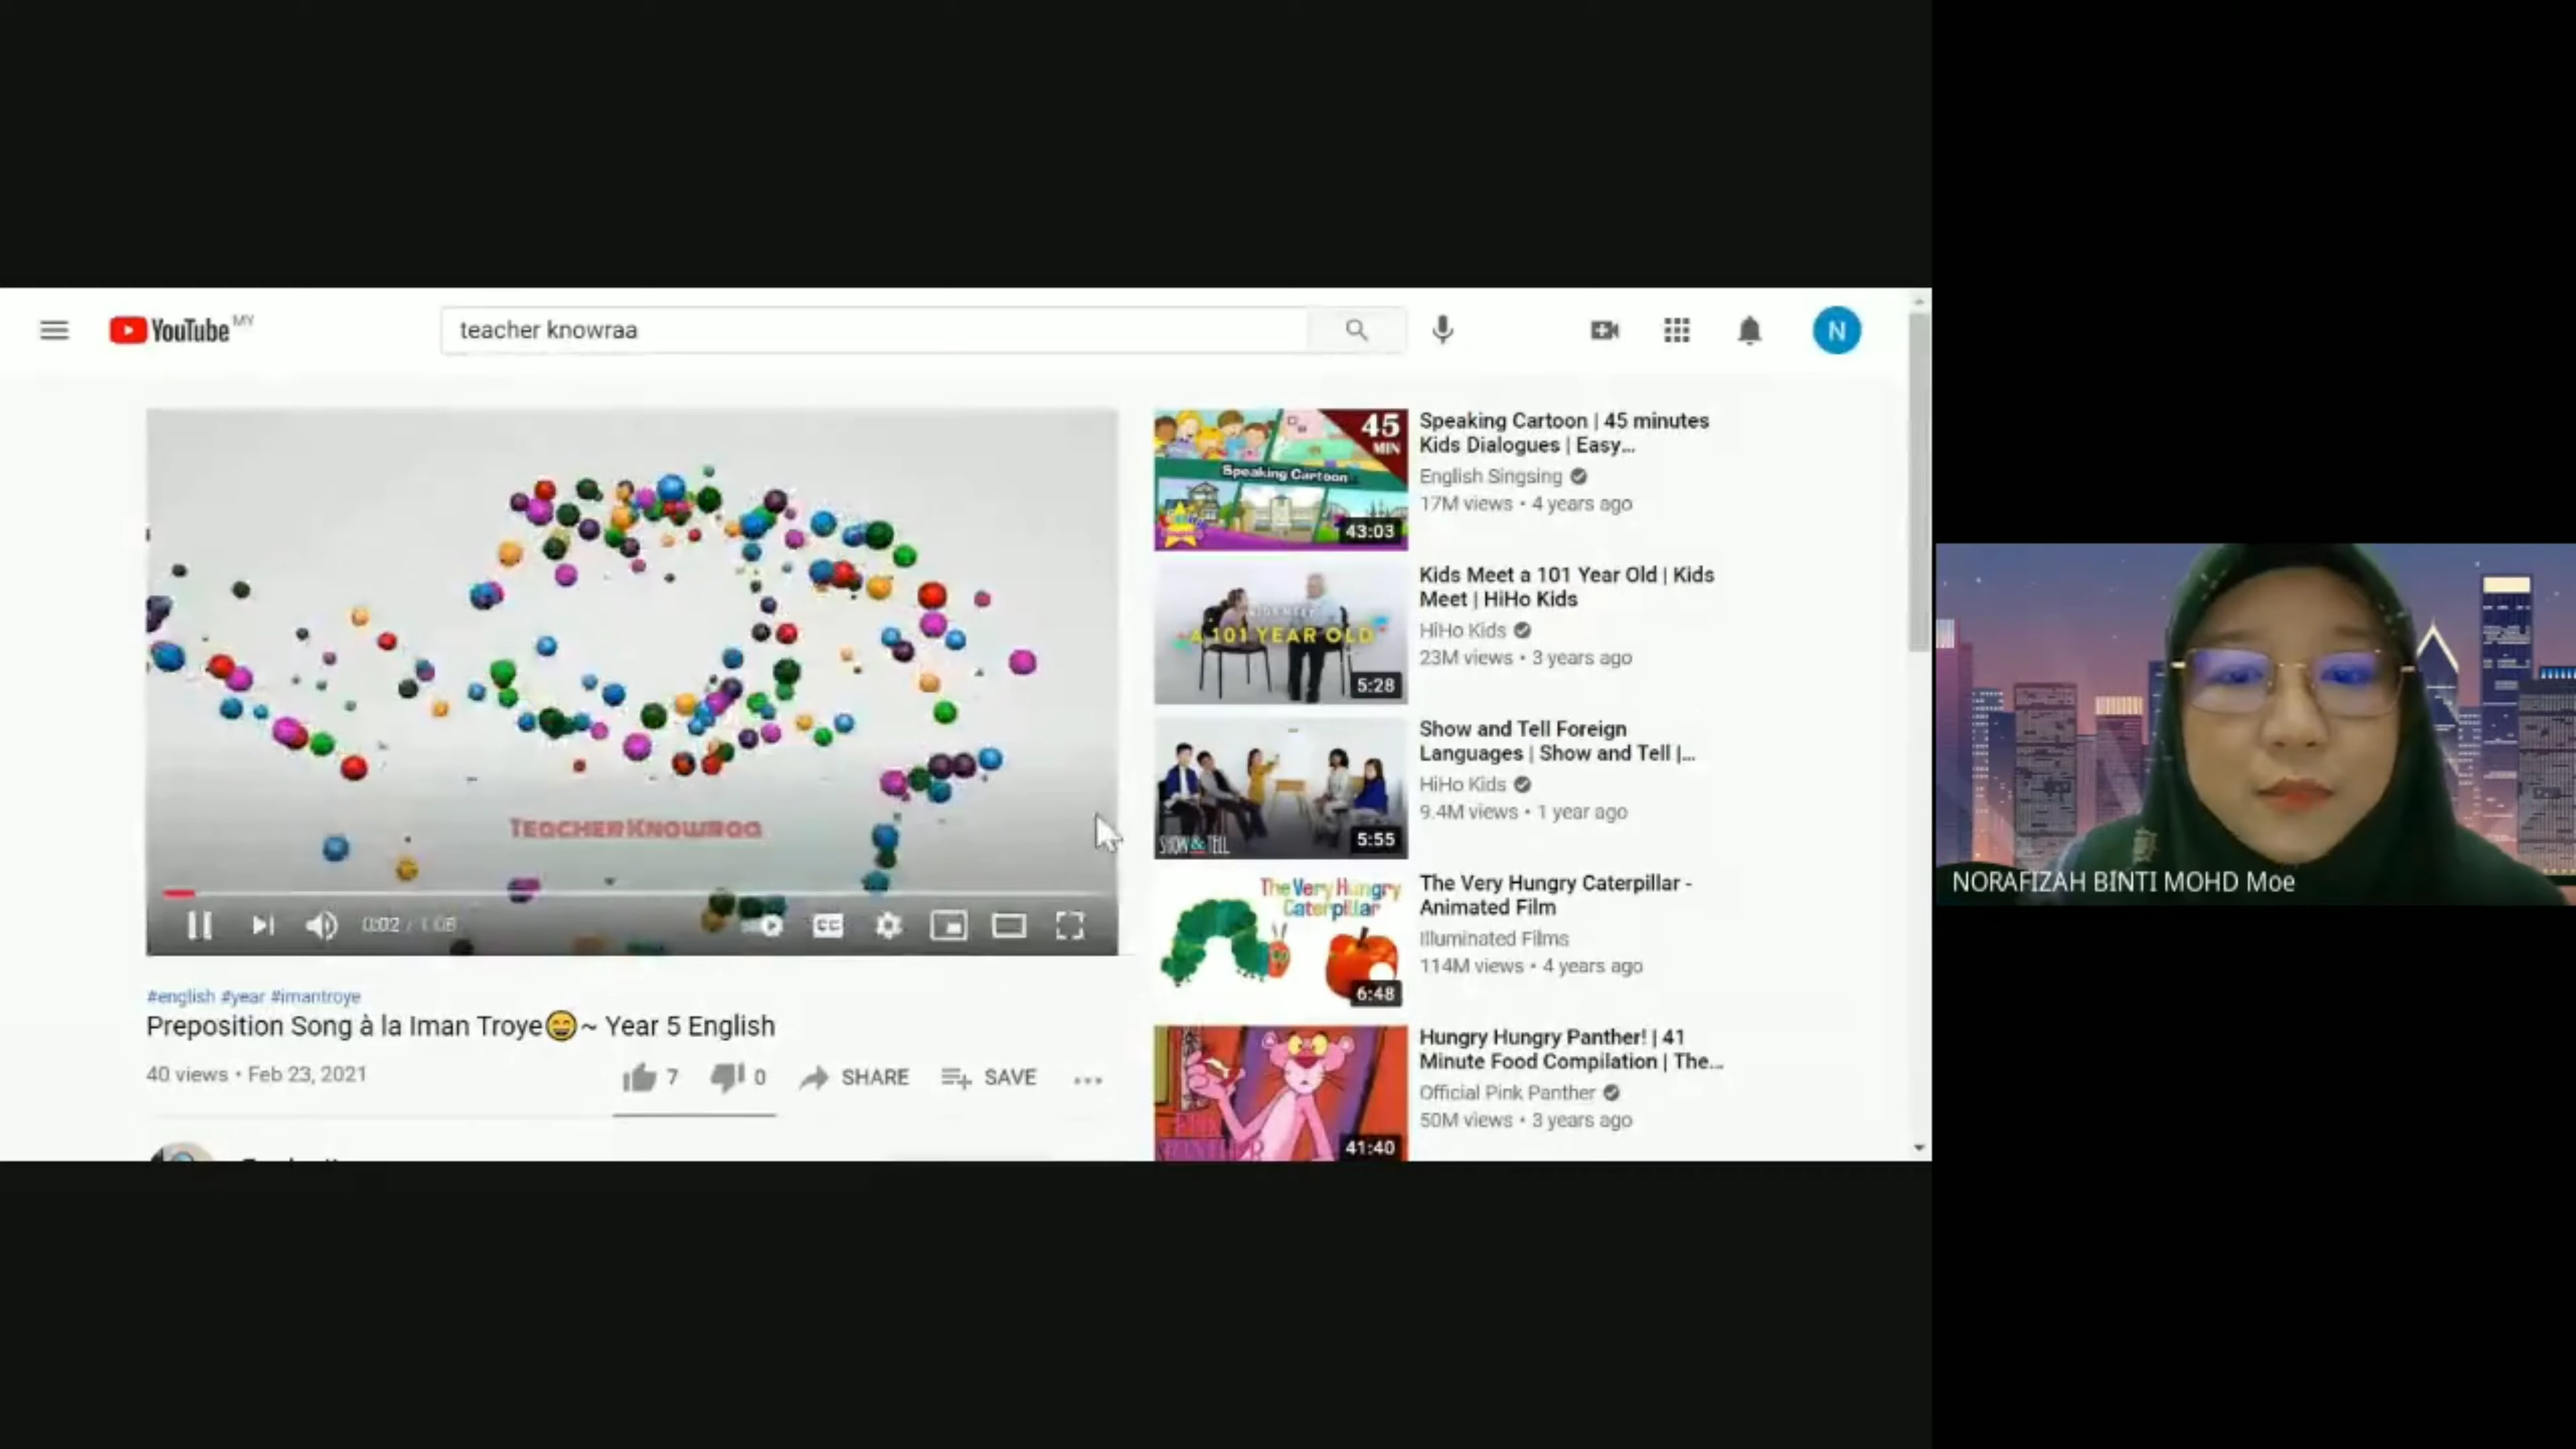 YouTube MY
teacher knowraa
N
TeacherKnowraa
0:02 / 1:06
CC
#english #year #imantroye
Preposition Song à la Iman Troye😄~ Year 5 English
40 views • Feb 23, 2021
7
0
SHARE
SAVE
45
MIN
Speaking Cartoon
43:03
Speaking Cartoon | 45 minutes
Kids Dialogues | Easy...
English Singsing
17M views • 4 years ago
A 101 YEAR OLD
5:28
Kids Meet a 101 Year Old | Kids
Meet | HiHo Kids
HiHo Kids
23M views • 3 years ago
SHOW & TELL
5:55
Show and Tell Foreign
Languages | Show and Tell |...
HiHo Kids
9.4M views • 1 year ago
The Very Hungry
Caterpillar
6:48
The Very Hungry Caterpillar -
Animated Film
Illuminated Films
114M views • 4 years ago
41:40
Hungry Hungry Panther! | 41
Minute Food Compilation | The...
Official Pink Panther
50M views • 3 years ago
NORAFIZAH BINTI MOHD Moe